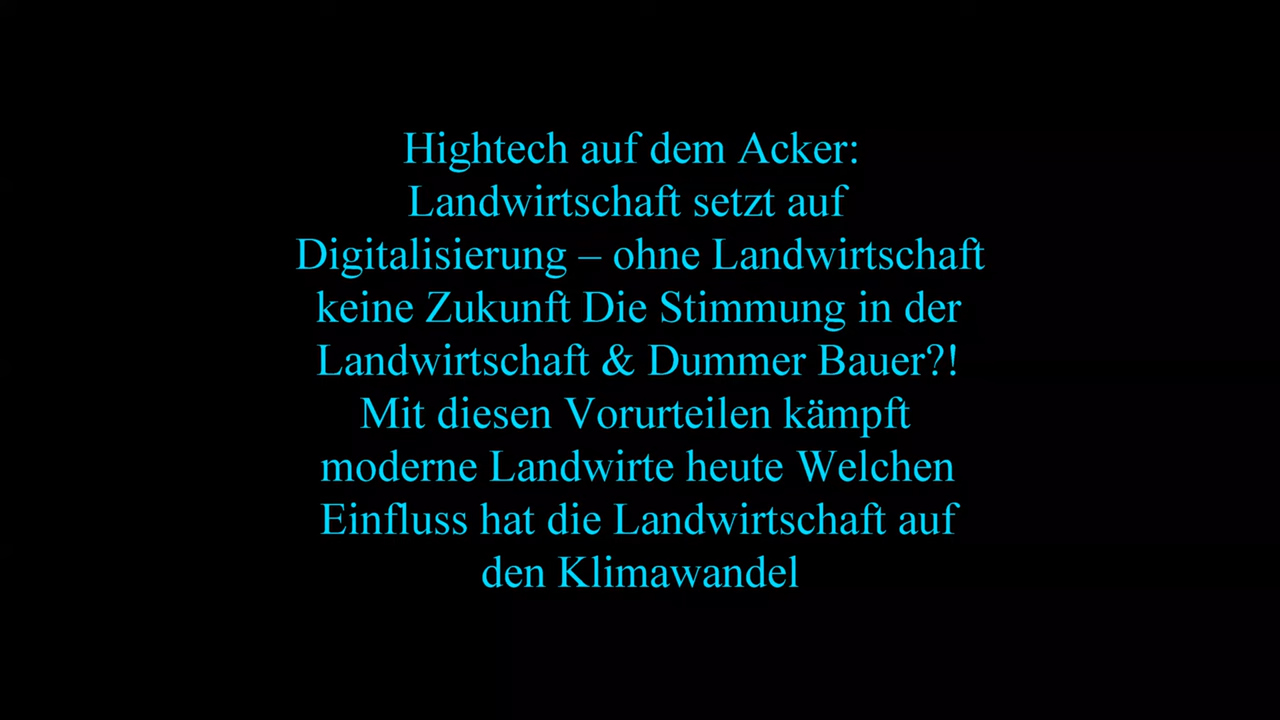 Hightech auf dem Acker:
Landwirtschaft setzt auf
Digitalisierung – ohne Landwirtschaft
keine Zukunft Die Stimmung in der
Landwirtschaft & Dummer Bauer?!
Mit diesen Vorurteilen kämpft
moderne Landwirte heute Welchen
Einfluss hat die Landwirtschaft auf
den Klimawandel